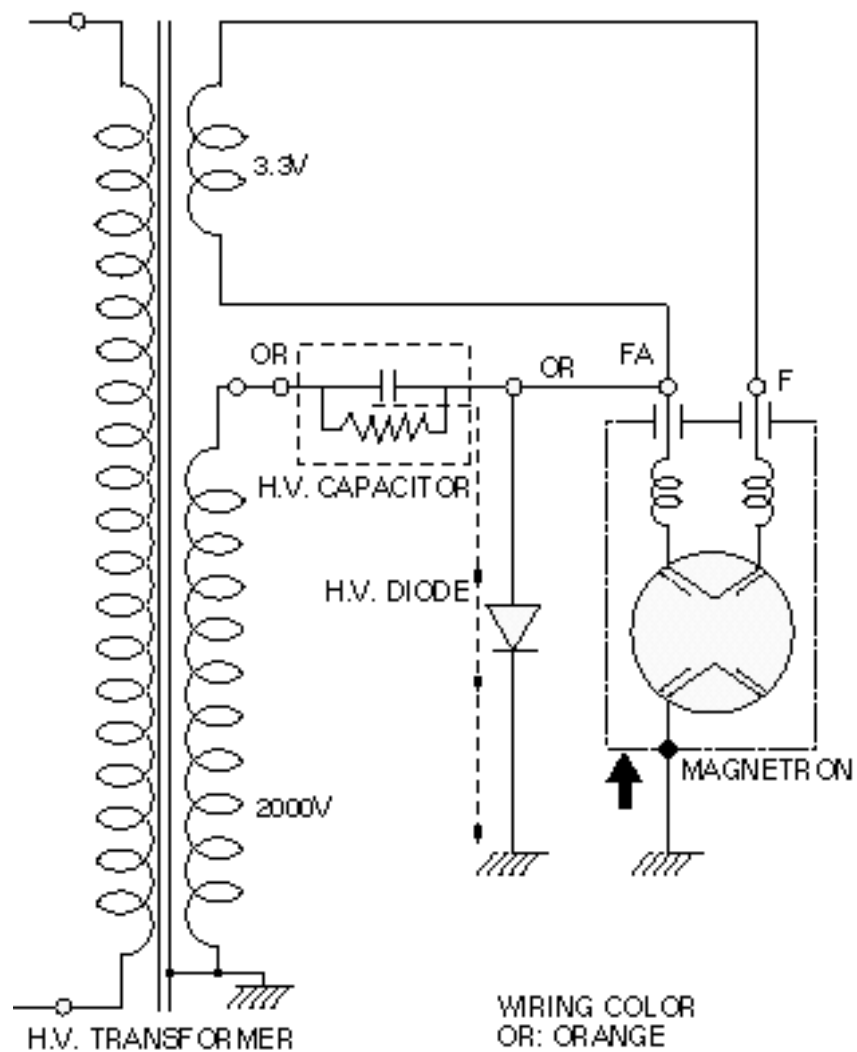 3.3V
OR
OR
FA
F
H.V. CAPACITOR
H.V. DIODE
MAGNETRON
2000V
WIRING COLOR
OR: ORANGE
H.V. TRANSFORMER